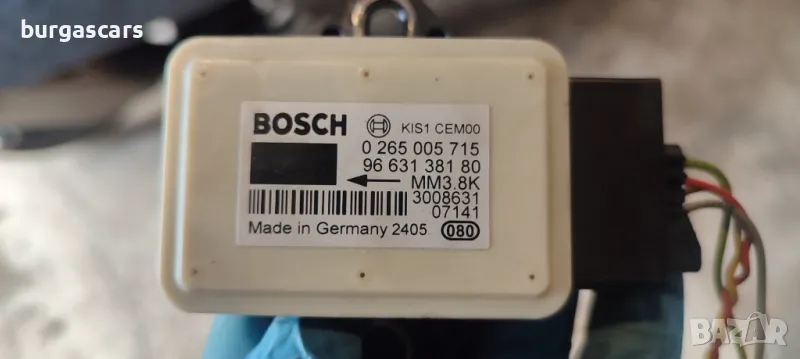 burgascars
BOSCH KIS1 CEM00
0 265 005 715
96 631 381 80
MM3.8K
3008631
07141
Made in Germany 2405 080
BAZAR